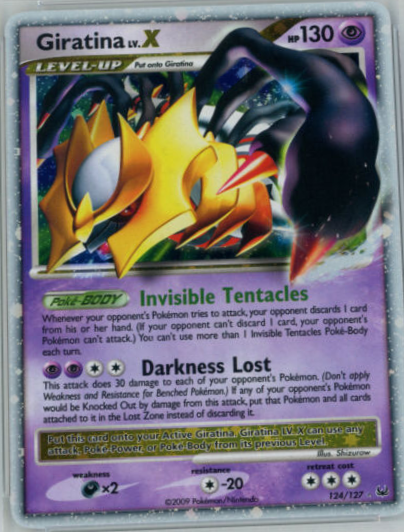 Giratina LV.X HP 130
LEVEL-UP Put onto Giratina
Poké-BODY Invisible Tentacles
Whenever your opponent's Pokémon tries to attack, your opponent discards 1 card
from his or her hand. (If your opponent can't discard 1 card, your opponent's
Pokémon can't attack.) You can't use more than 1 Invisible Tentacles Poké-Body
each turn.
Darkness Lost
This attack does 30 damage to each of your opponent's Pokémon. (Don't apply
Weakness and Resistance for Benched Pokémon.) If any of your opponent's Pokémon
would be Knocked Out by damage from this attack, put that Pokémon and all cards
attached to it in the Lost Zone instead of discarding it.
Put this card onto your Active Giratina. Giratina LV.X can use any
attack, Poké-Power, or Poké-Body from its previous Level.
Illus. Shizurow
weakness resistance retreat cost
×2 -20
©2009 Pokémon/Nintendo 124/127